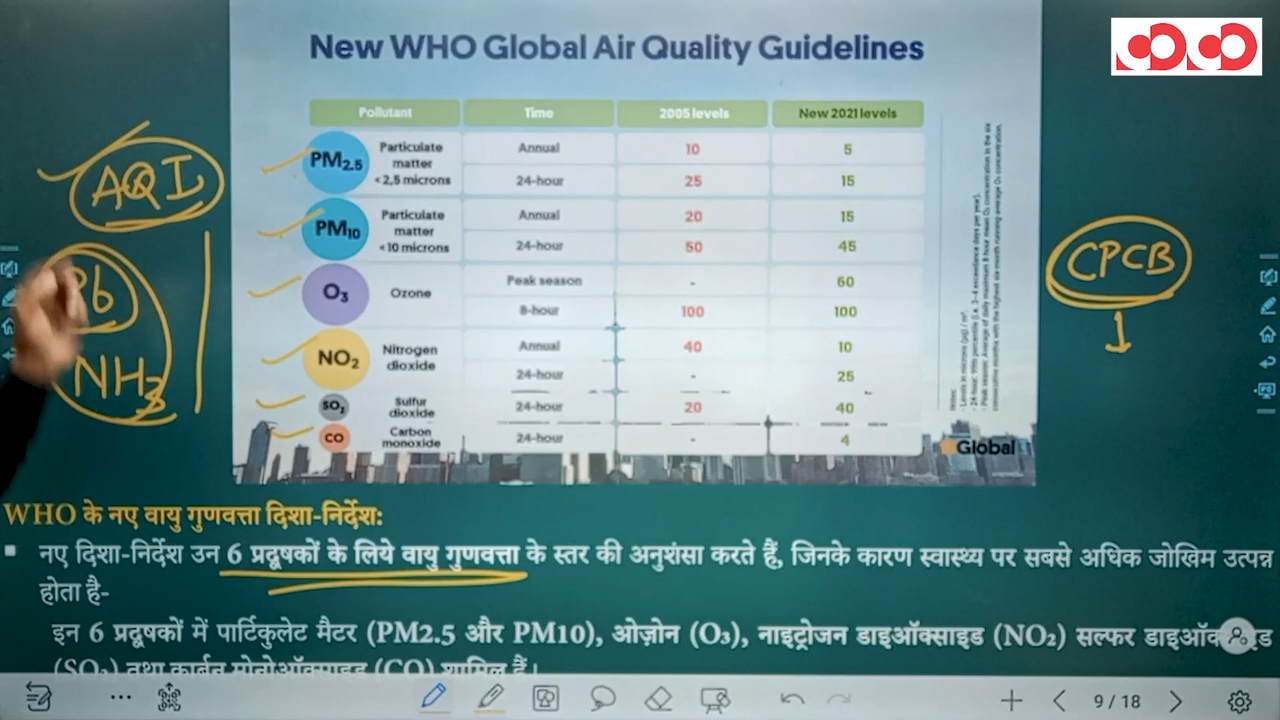 New WHO Global Air Quality Guidelines
Pollutant Time 2005 levels New 2021 levels
PM2.5 Particulate matter <2,5 microns Annual 10 5
24-hour 25 15
PM10 Particulate matter <10 microns Annual 20 15
24-hour 50 45
O3 Ozone Peak season - 60
8-hour 100 100
NO2 Nitrogen dioxide Annual 40 10
24-hour - 25
SO2 Sulfur dioxide 24-hour 20 40
CO Carbon monoxide 24-hour - 4
Global
AQI
Pb
NH3
CPCB
WHO के नए वायु गुणवत्ता दिशा-निर्देश:
नए दिशा-निर्देश उन 6 प्रदूषकों के लिये वायु गुणवत्ता के स्तर की अनुशंसा करते हैं, जिनके कारण स्वास्थ्य पर सबसे अधिक जोखिम उत्पन्न
होता है-
इन 6 प्रदूषकों में पार्टिकुलेट मैटर (PM2.5 और PM10), ओज़ोन (O₃), नाइट्रोजन डाइऑक्साइड (NO₂) सल्फर
(SO₂) तथा कार्बन मोनोऑक्साइड (CO) शामिल हैं।
9 / 18